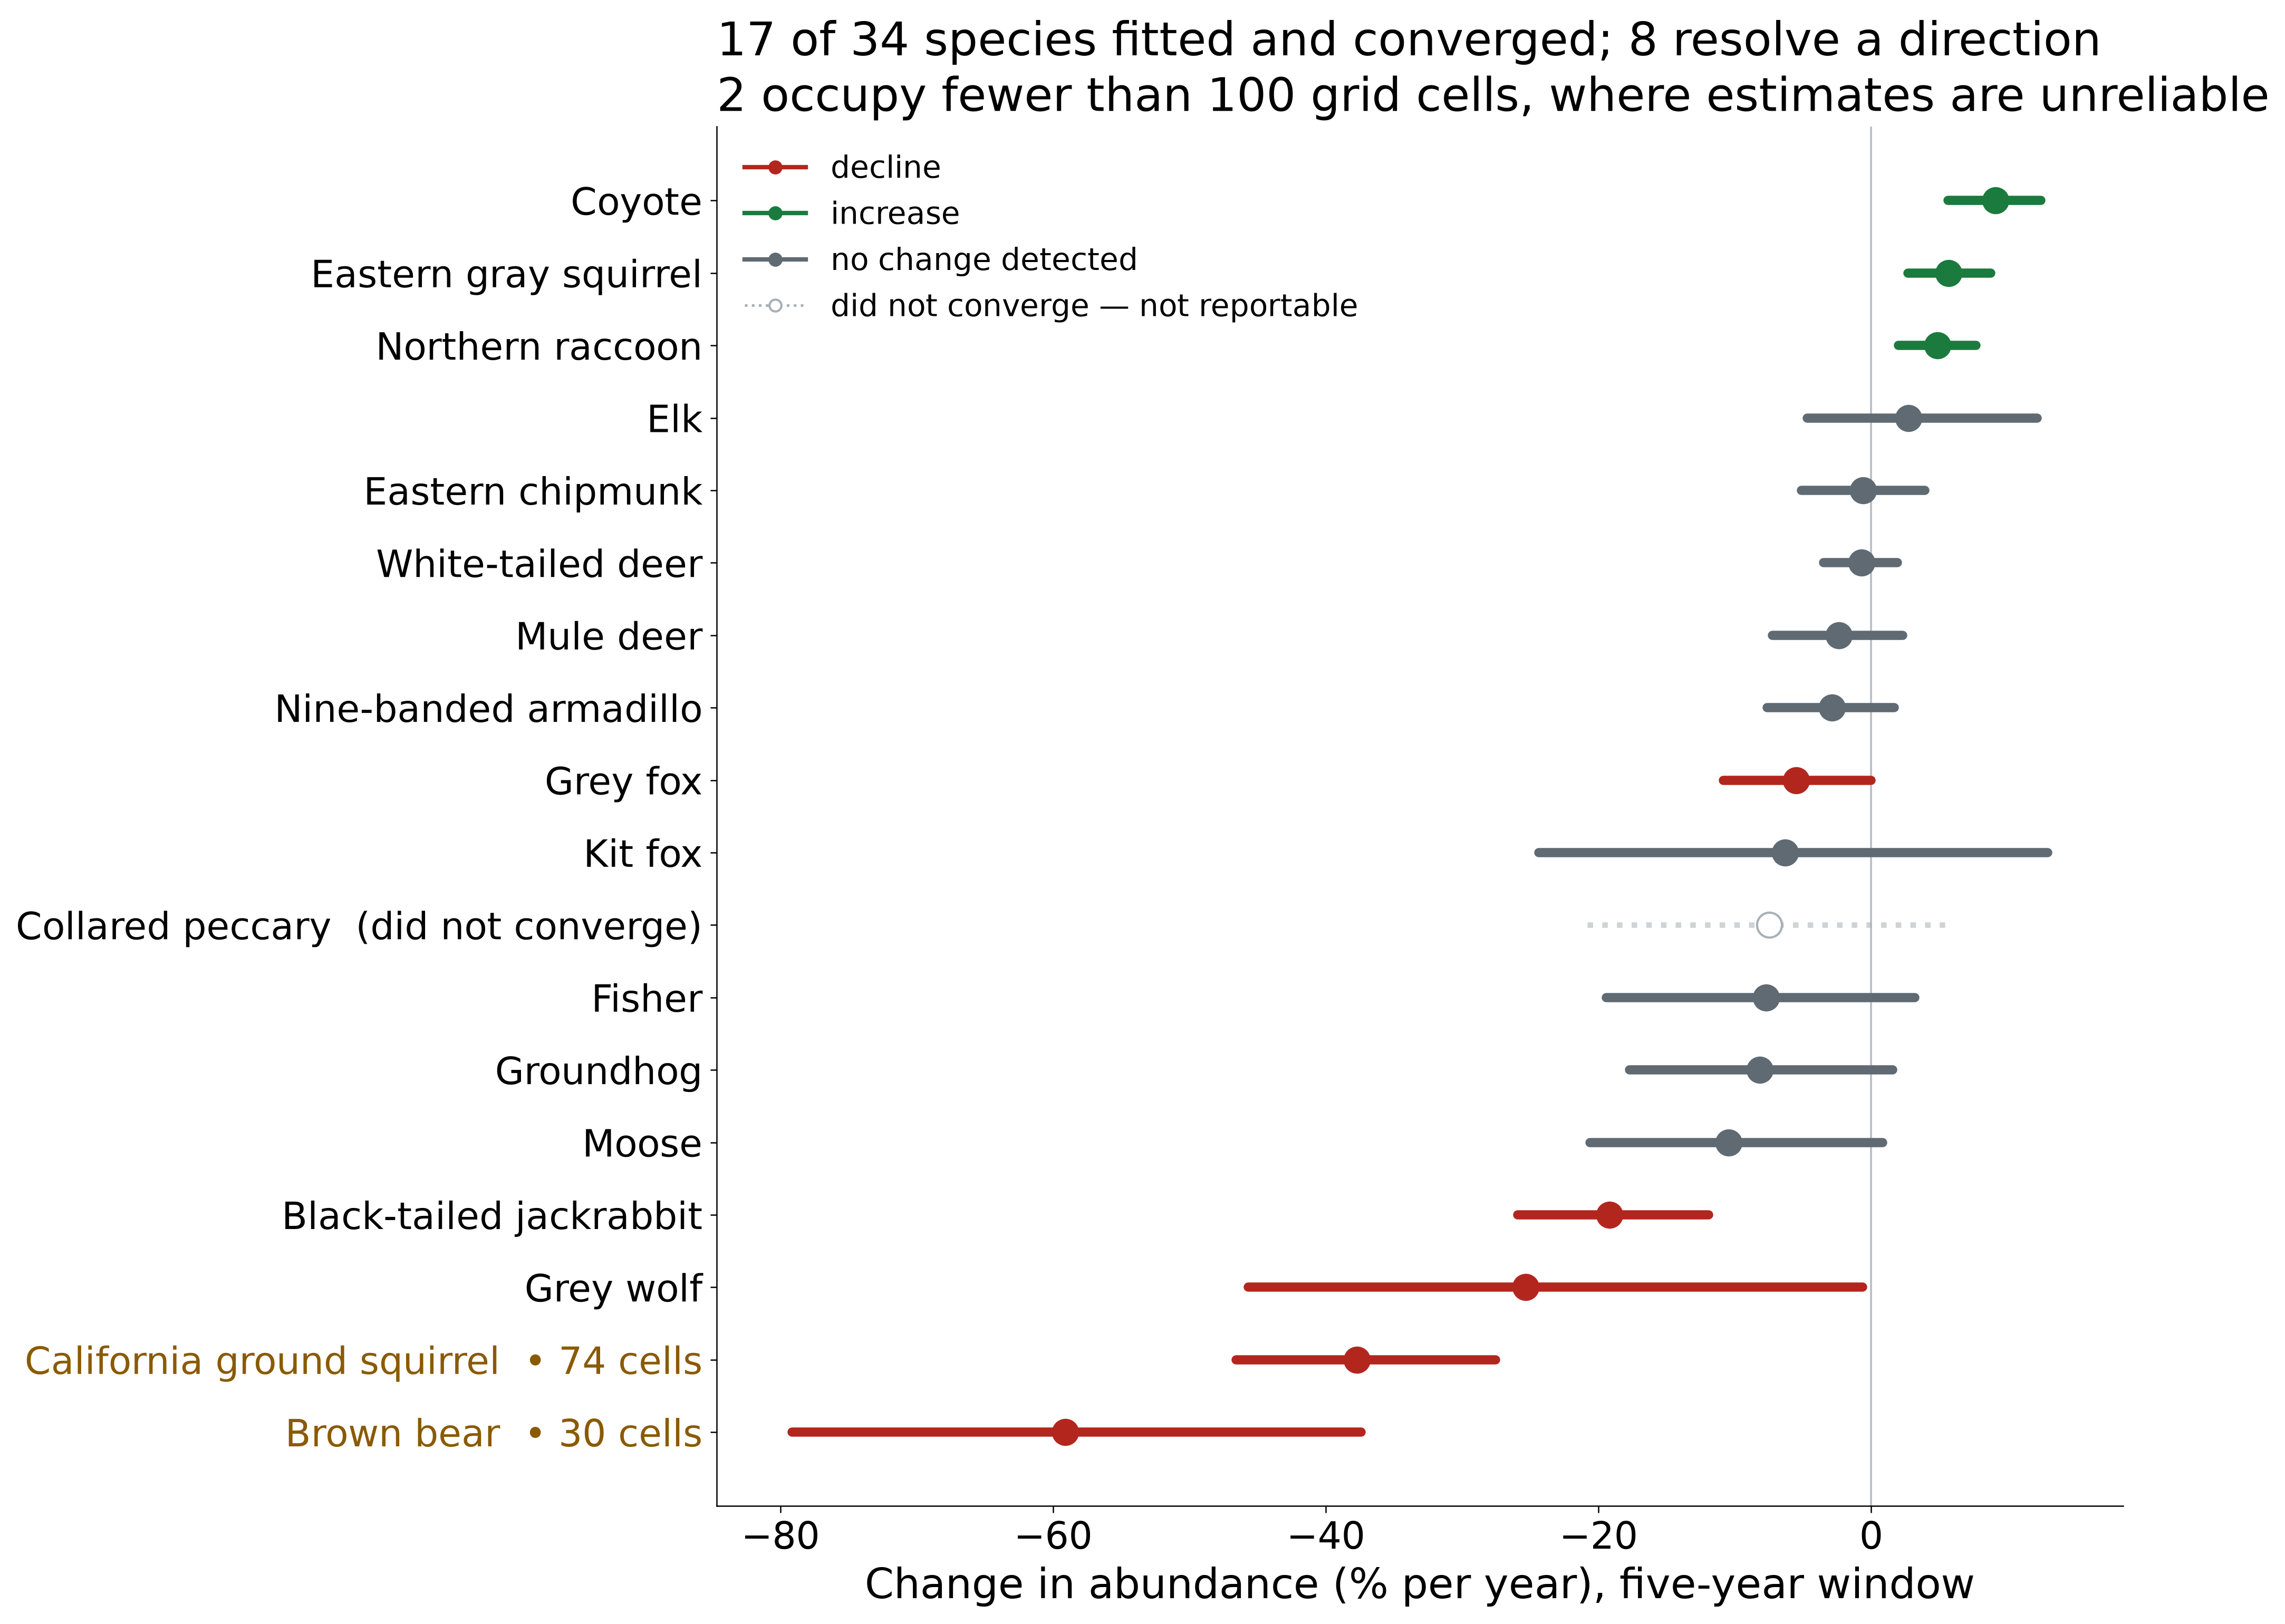 17 of 34 species fitted and converged; 8 resolve a direction
2 occupy fewer than 100 grid cells, where estimates are unreliable
decline
increase
no change detected
did not converge — not reportable
Coyote
Eastern gray squirrel
Northern raccoon
Elk
Eastern chipmunk
White-tailed deer
Mule deer
Nine-banded armadillo
Grey fox
Kit fox
Collared peccary  (did not converge)
Fisher
Groundhog
Moose
Black-tailed jackrabbit
Grey wolf
California ground squirrel  • 74 cells
Brown bear  • 30 cells
−80 −60 −40 −20 0
Change in abundance (% per year), five-year window